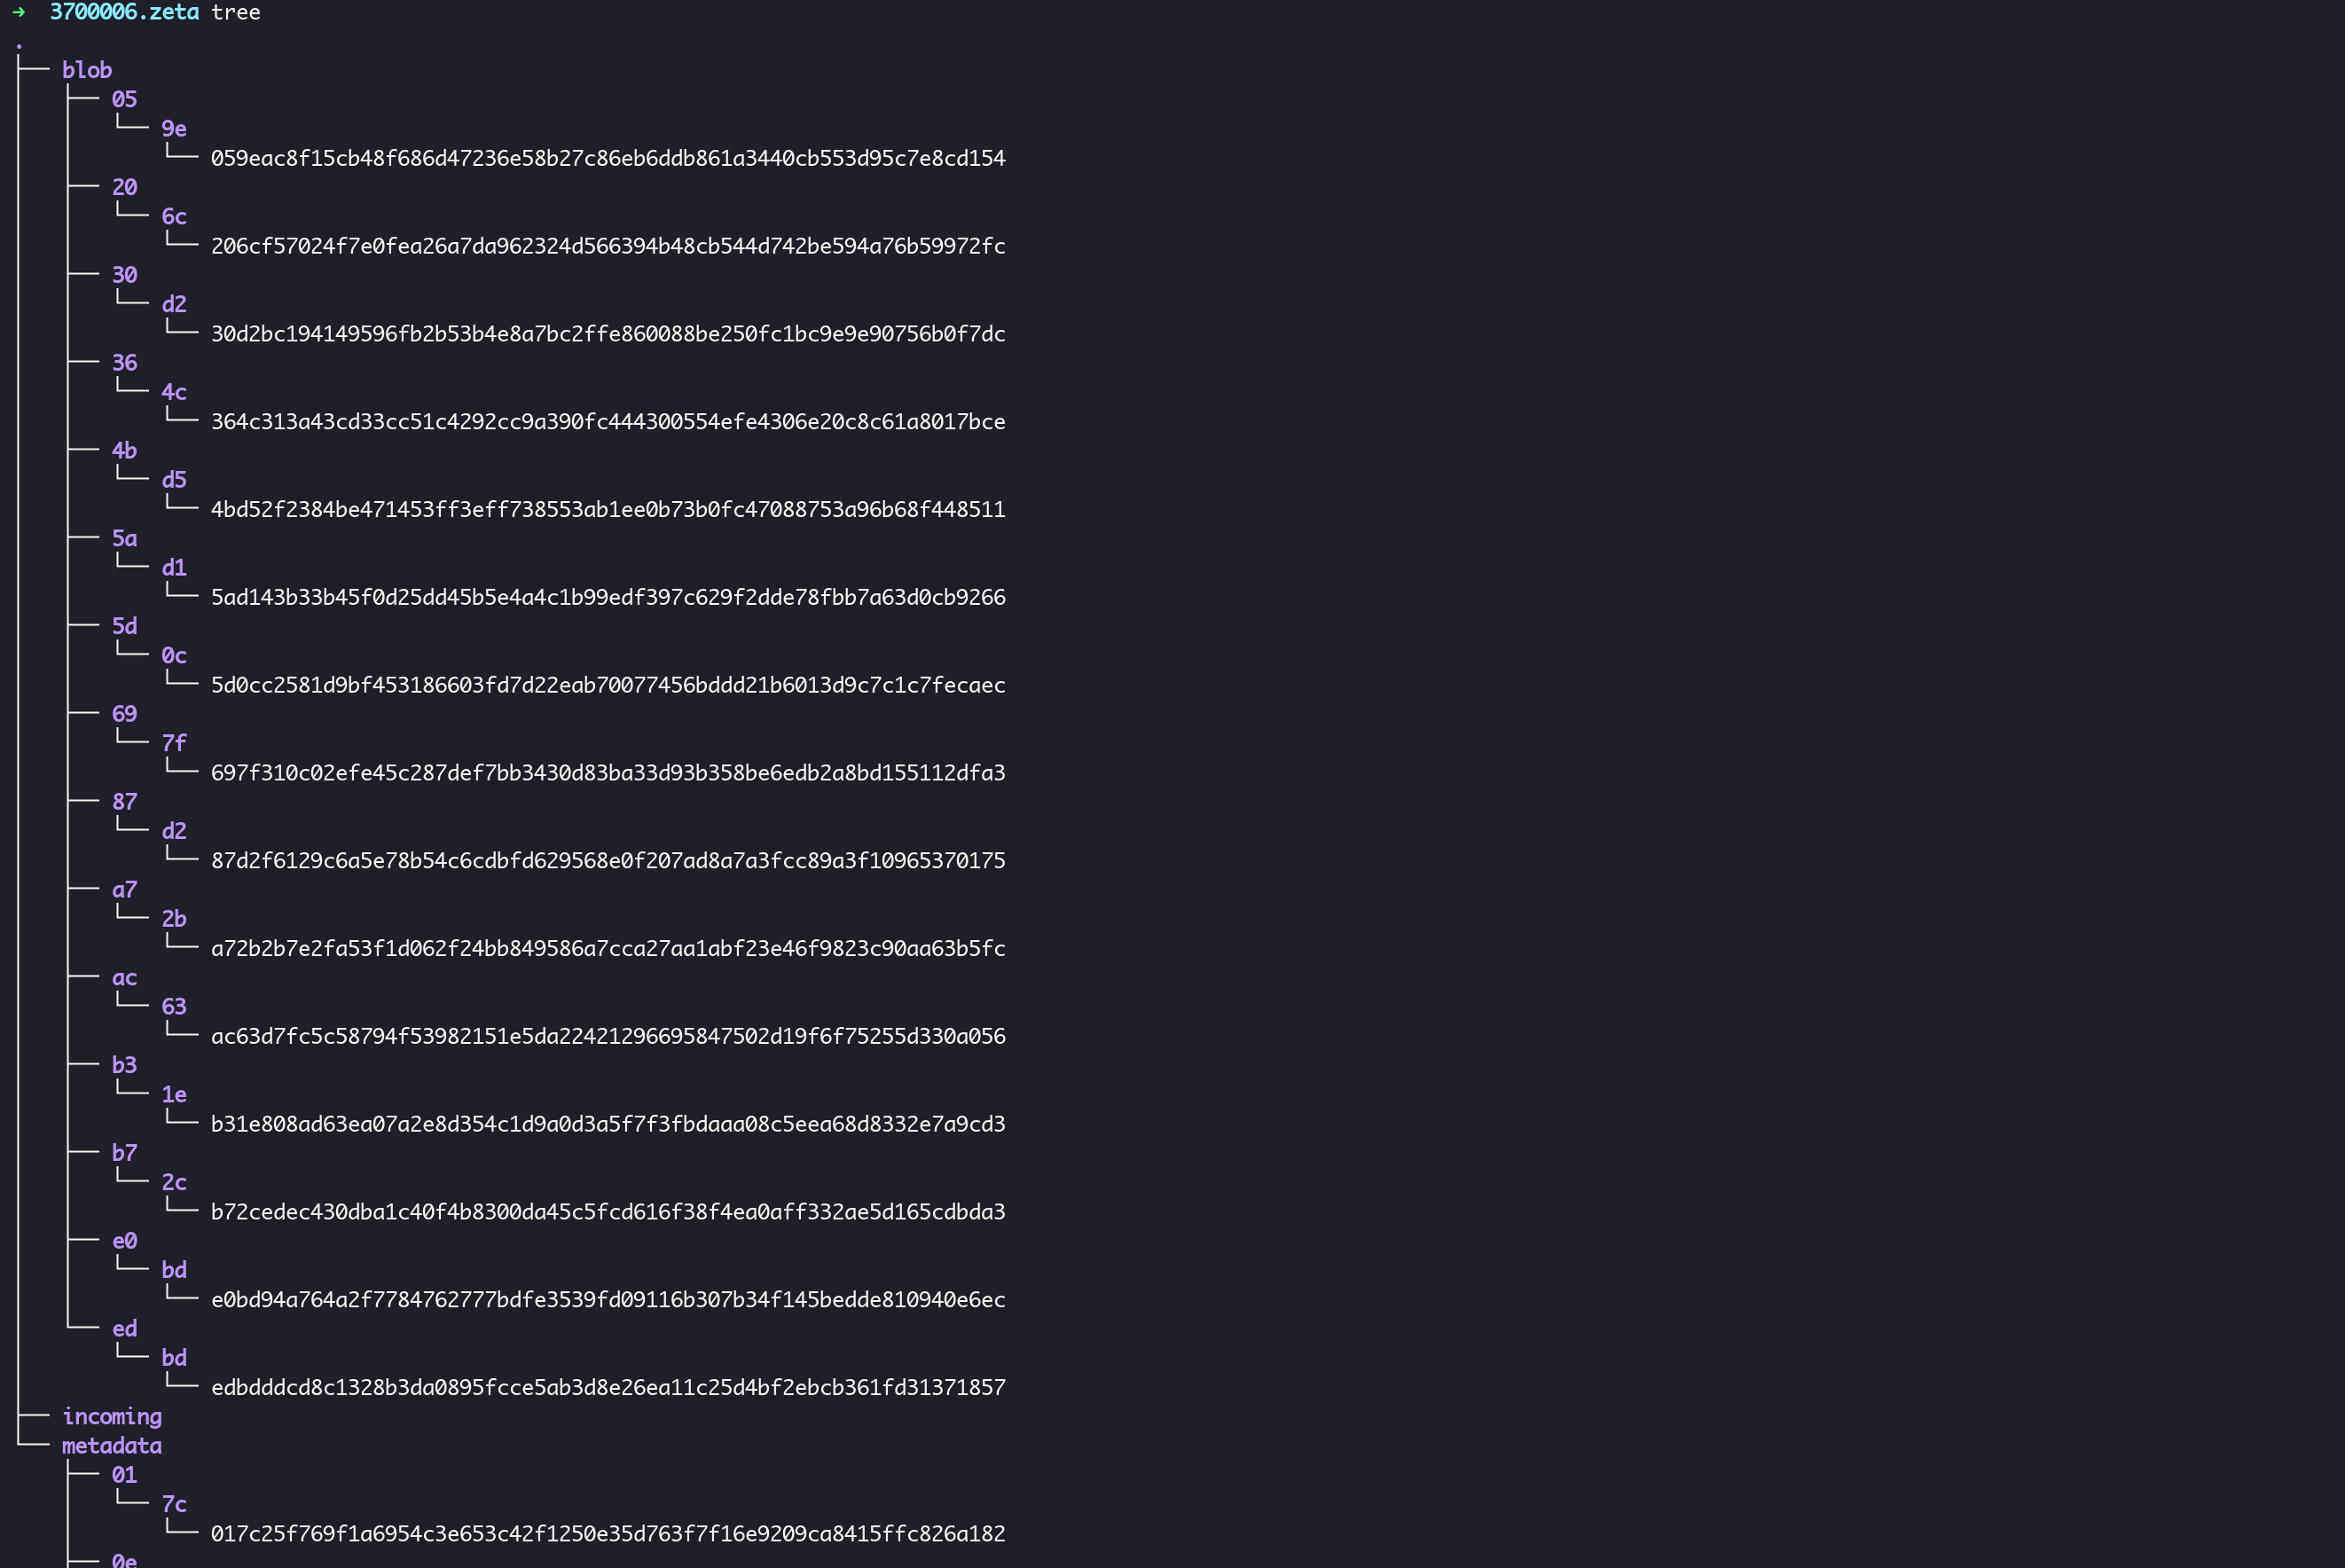 ➜  3700006.zeta tree
.
├── blob
│   ├── 05
│   │   └── 9e
│   │       └── 059eac8f15cb48f686d47236e58b27c86eb6ddb861a3440cb553d95c7e8cd154
│   ├── 20
│   │   └── 6c
│   │       └── 206cf57024f7e0fea26a7da962324d566394b48cb544d742be594a76b59972fc
│   ├── 30
│   │   └── d2
│   │       └── 30d2bc194149596fb2b53b4e8a7bc2ffe860088be250fc1bc9e9e90756b0f7dc
│   ├── 36
│   │   └── 4c
│   │       └── 364c313a43cd33cc51c4292cc9a390fc444300554efe4306e20c8c61a8017bce
│   ├── 4b
│   │   └── d5
│   │       └── 4bd52f2384be471453ff3eff738553ab1ee0b73b0fc47088753a96b68f448511
│   ├── 5a
│   │   └── d1
│   │       └── 5ad143b33b45f0d25dd45b5e4a4c1b99edf397c629f2dde78fbb7a63d0cb9266
│   ├── 5d
│   │   └── 0c
│   │       └── 5d0cc2581d9bf453186603fd7d22eab70077456bddd21b6013d9c7c1c7fecaec
│   ├── 69
│   │   └── 7f
│   │       └── 697f310c02efe45c287def7bb3430d83ba33d93b358be6edb2a8bd155112dfa3
│   ├── 87
│   │   └── d2
│   │       └── 87d2f6129c6a5e78b54c6cdbfd629568e0f207ad8a7a3fcc89a3f10965370175
│   ├── a7
│   │   └── 2b
│   │       └── a72b2b7e2fa53f1d062f24bb849586a7cca27aa1abf23e46f9823c90aa63b5fc
│   ├── ac
│   │   └── 63
│   │       └── ac63d7fc5c58794f53982151e5da22421296695847502d19f6f75255d330a056
│   ├── b3
│   │   └── 1e
│   │       └── b31e808ad63ea07a2e8d354c1d9a0d3a5f7f3fbdaaa08c5eea68d8332e7a9cd3
│   ├── b7
│   │   └── 2c
│   │       └── b72cedec430dba1c40f4b8300da45c5fcd616f38f4ea0aff332ae5d165cdbda3
│   ├── e0
│   │   └── bd
│   │       └── e0bd94a764a2f7784762777bdfe3539fd09116b307b34f145bedde810940e6ec
│   └── ed
│       └── bd
│           └── edbdddcd8c1328b3da0895fcce5ab3d8e26ea11c25d4bf2ebcb361fd31371857
├── incoming
└── metadata
    ├── 01
    │   └── 7c
    │       └── 017c25f769f1a6954c3e653c42f1250e35d763f7f16e9209ca8415ffc826a182
    ├── 0e